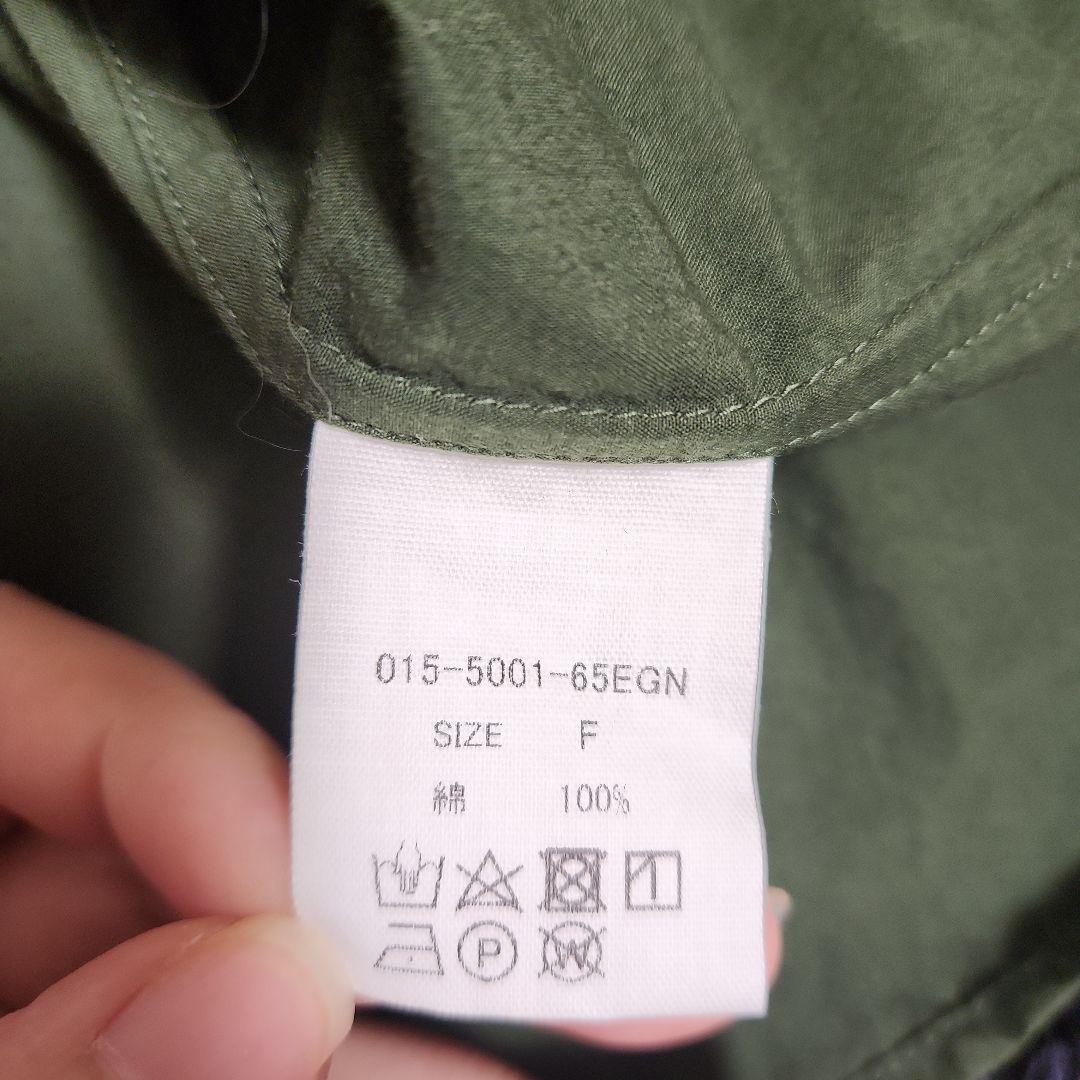 015-5001-65EGN
SIZE F
綿 100%
P W